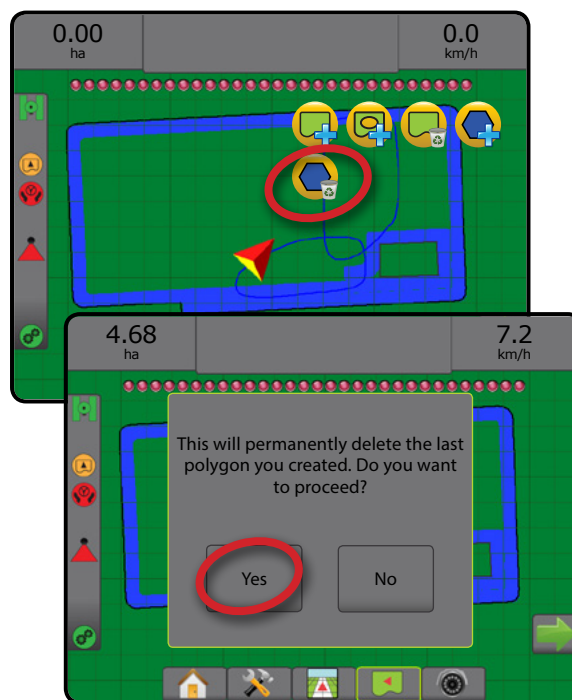 0.00
ha
0.0
km/h
4.68
ha
7.2
km/h
This will permanently delete the last
polygon you created. Do you want
to proceed?
Yes
No